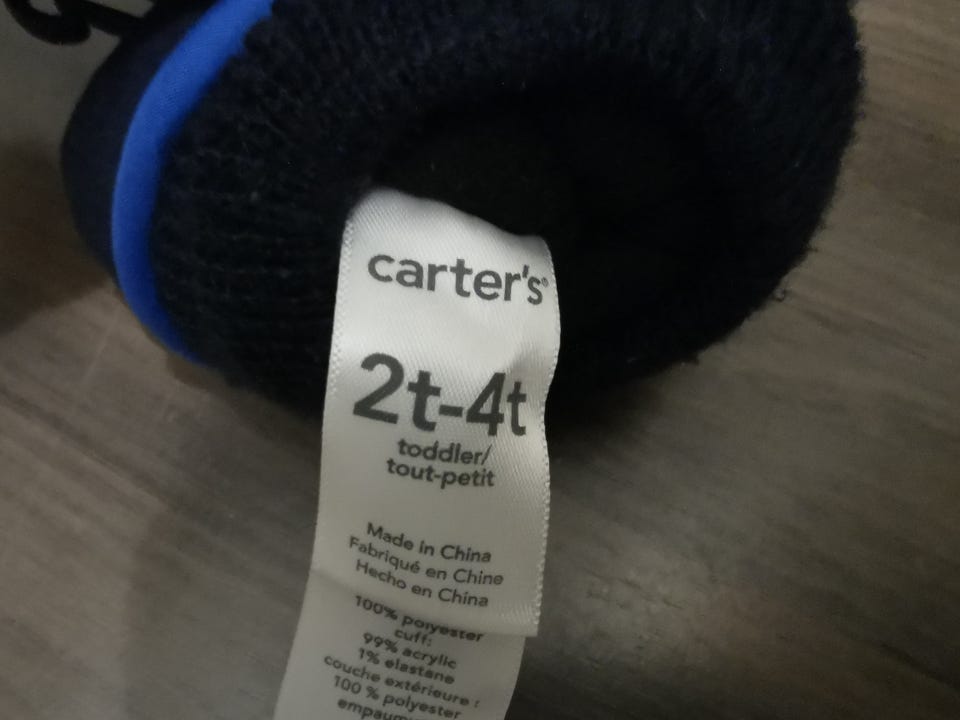 carter's®
2t-4t
toddler/
tout-petit
Made in China
Fabriqué en Chine
Hecho en China
100% polyester
cuff:
99% acrylic
1% elastane
couche extérieure :
100 % polyester